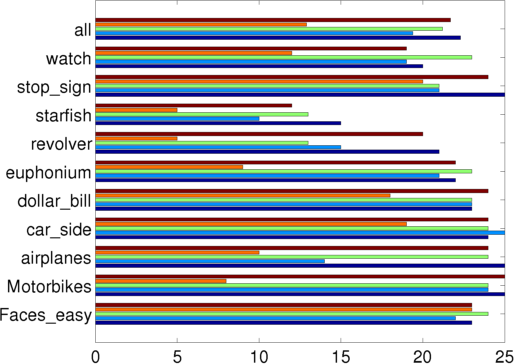 all
watch
stop_sign
starfish
revolver
euphonium
dollar_bill
car_side
airplanes
Motorbikes
Faces_easy
0 5 10 15 20 25